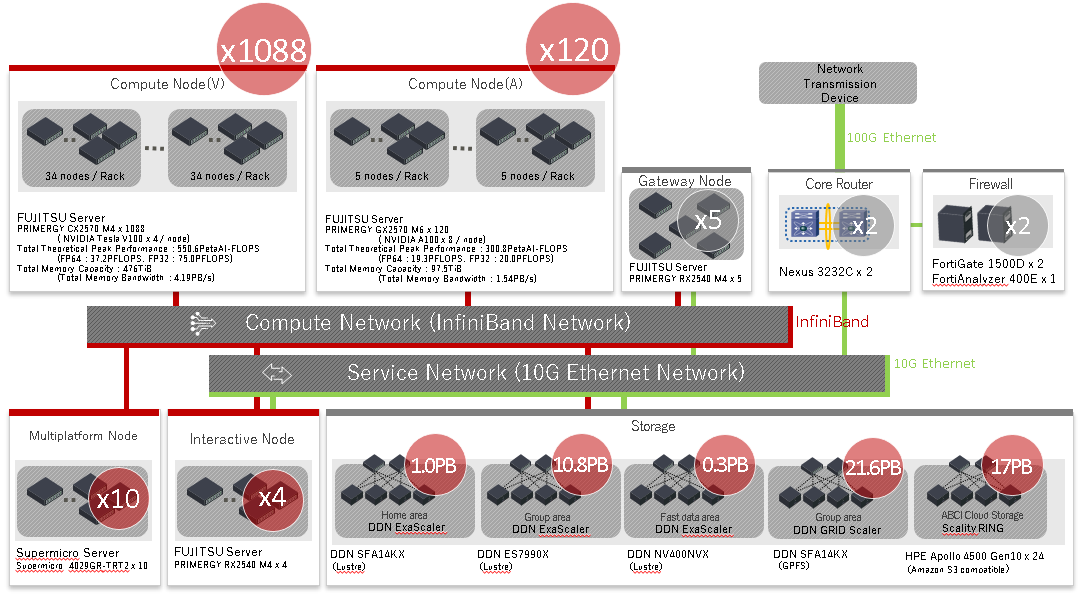 x1088
Compute Node(V)
34 nodes / Rack
34 nodes / Rack
FUJITSU Server
PRIMERGY CX2570 M4 x 1088
( NVIDIA Tesla V100 x 4 / node)
Total Theoretical Peak Performance : 550.6PetaAI-FLOPS
(FP64 : 37.2PFLOPS, FP32 : 75.0PFLOPS)
Total Memory Capacity : 476TiB
(Total Memory Bandwidth : 4.19PB/s)
x120
Compute Node(A)
5 nodes / Rack
5 nodes / Rack
FUJITSU Server
PRIMERGY GX2570 M6 x 120
( NVIDIA A100 x 8 / node)
Total Theoretical Peak Performance : 300.8PetaAI-FLOPS
(FP64 : 19.3PFLOPS, FP32 : 20.0PFLOPS)
Total Memory Capacity : 97.5TiB
(Total Memory Bandwidth : 1.54PB/s)
Gateway Node
x5
FUJITSU Server
PRIMERGY RX2540 M4 x 5
Network
Transmission
Device
100G Ethernet
Core Router
x2
Nexus 3232C x 2
Firewall
x2
FortiGate 1500D x 2
FortiAnalyzer 400E x 1
Compute Network (InfiniBand Network)
InfiniBand
Service Network (10G Ethernet Network)
10G Ethernet
Multiplatform Node
x10
Supermicro Server
Supermicro 4029GR-TRT2 x 10
Interactive Node
x4
FUJITSU Server
PRIMERGY RX2540 M4 x 4
Storage
1.0PB
Home area
DDN ExaScaler
DDN SFA14KX
(Lustre)
10.8PB
Group area
DDN ExaScaler
DDN ES7990X
(Lustre)
0.3PB
Fast data area
DDN ExaScaler
DDN NV400NVX
(Lustre)
21.6PB
Group area
DDN GRID Scaler
DDN SFA14KX
(GPFS)
17PB
ABCI Cloud Storage
Scality RING
HPE Apollo 4500 Gen10 x 24
(Amazon S3 compatible)